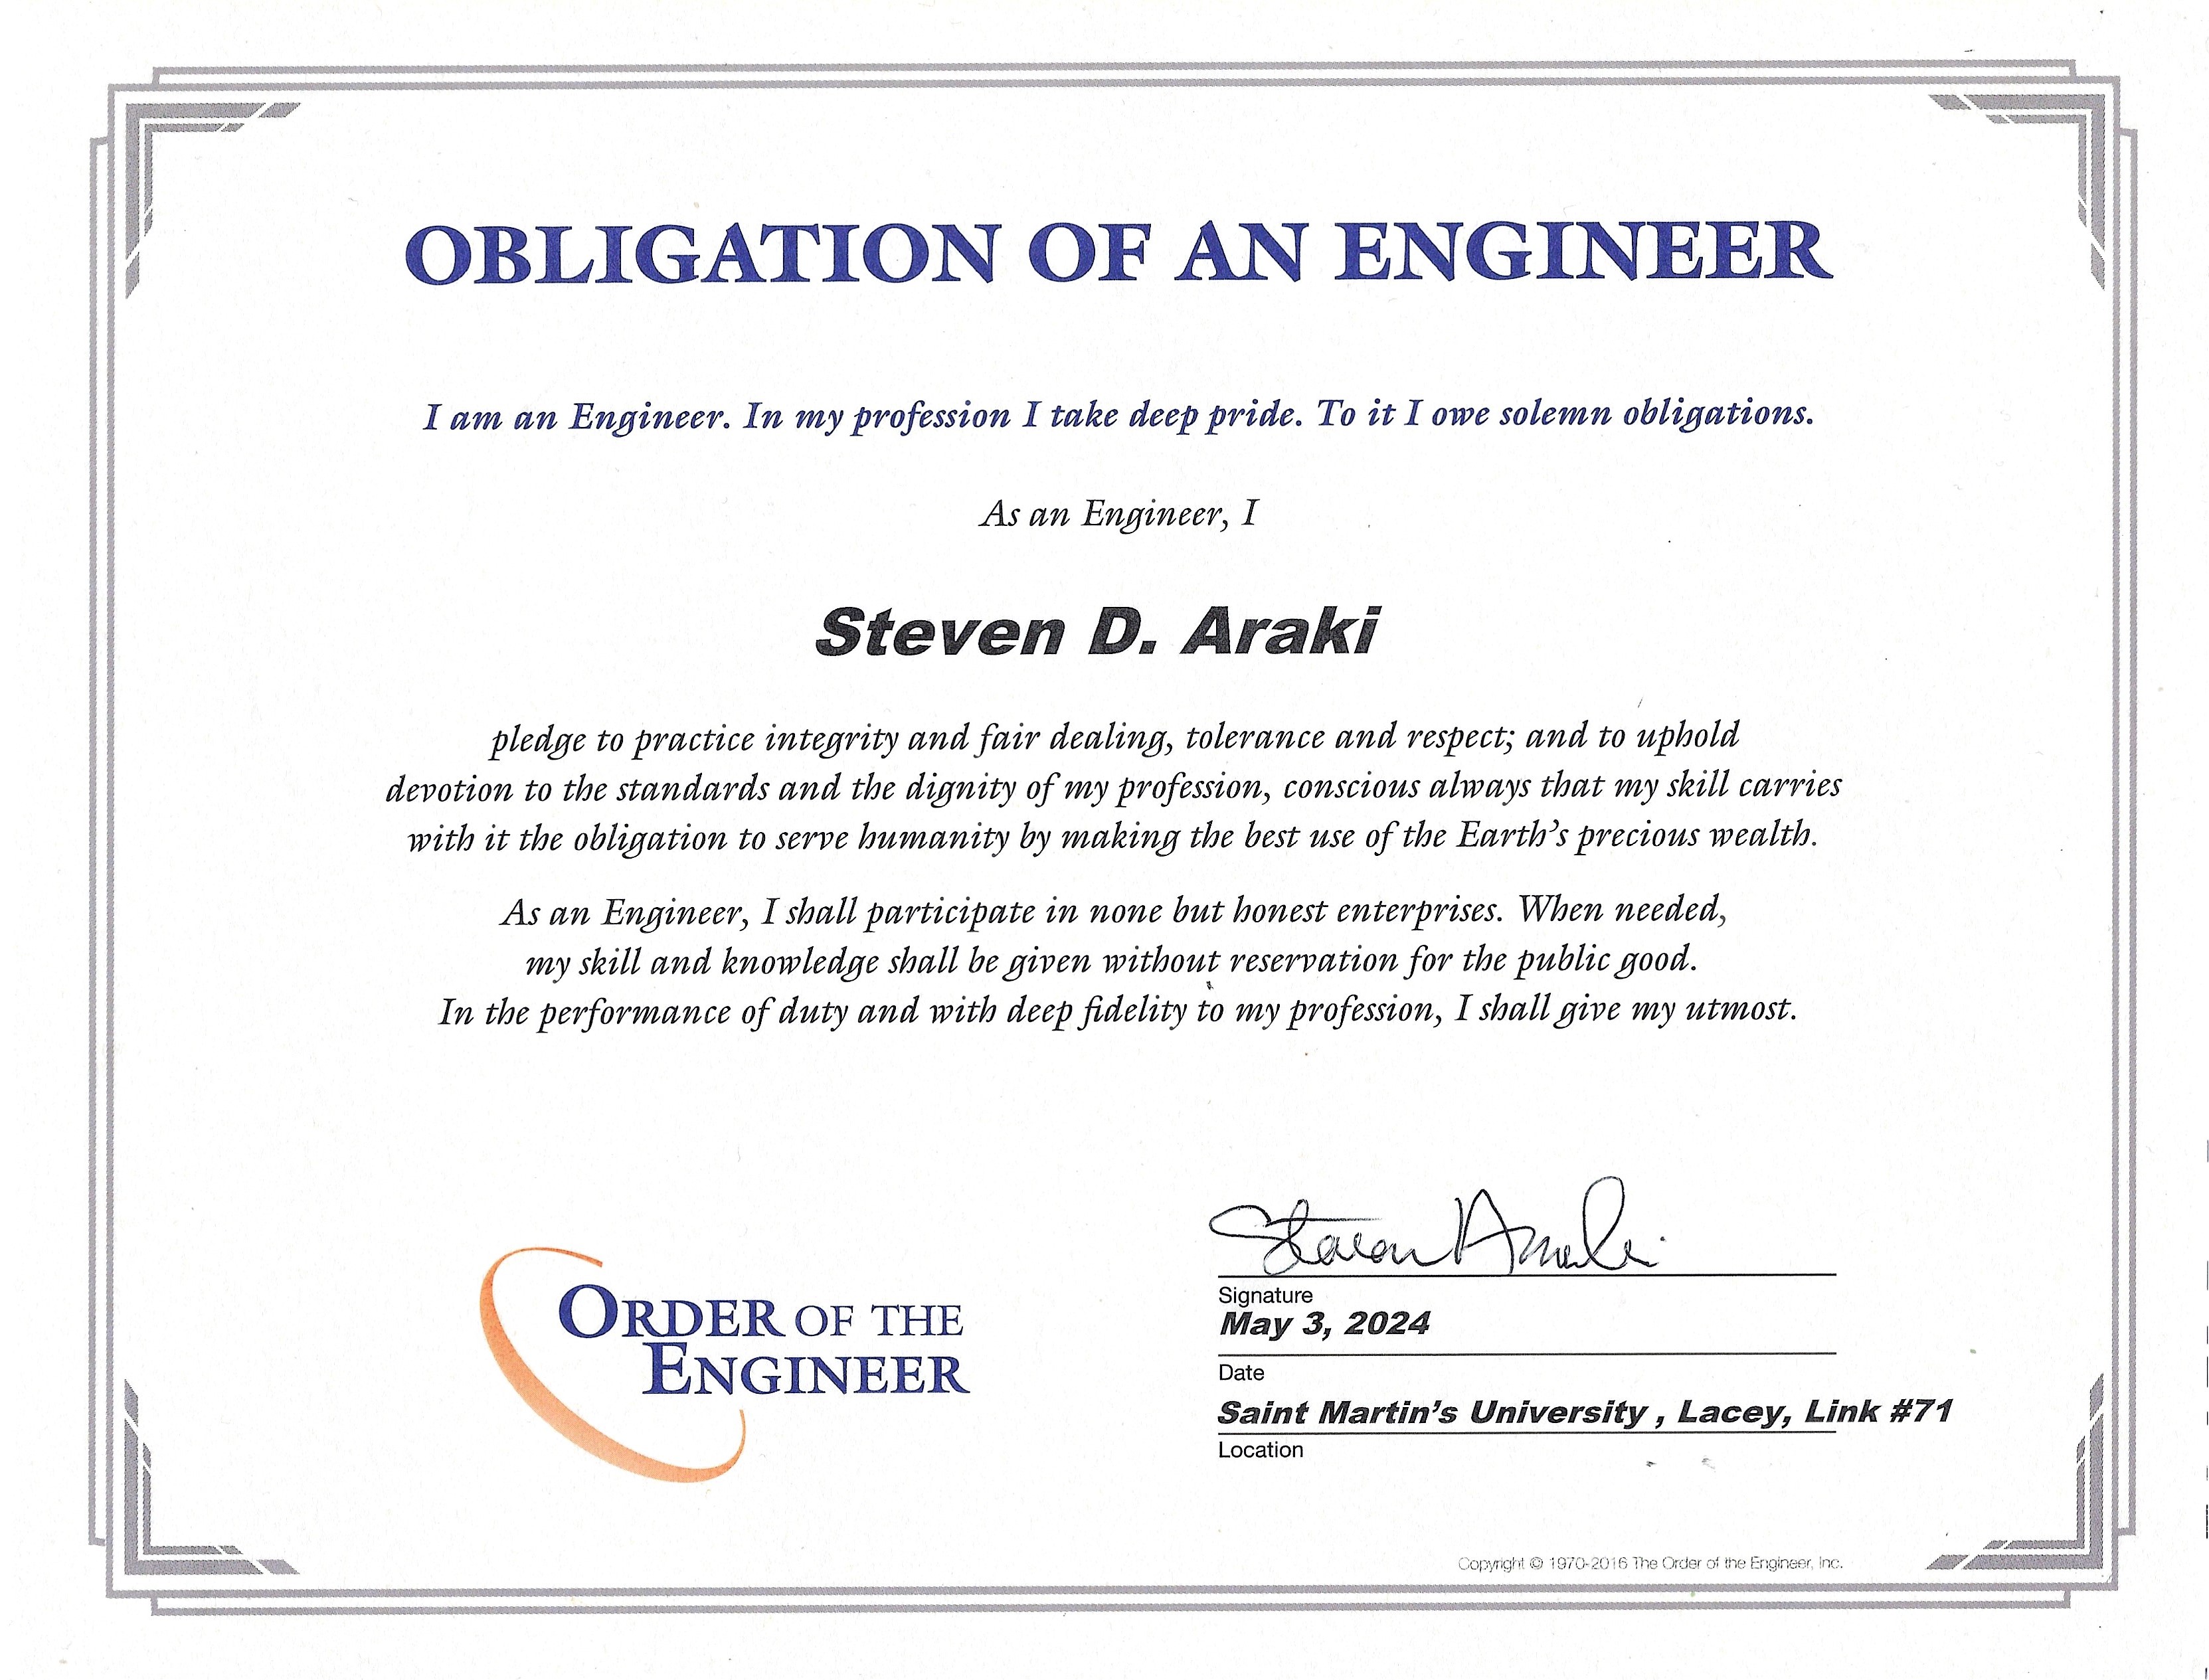 OBLIGATION OF AN ENGINEER
I am an Engineer. In my profession I take deep pride. To it I owe solemn obligations.
As an Engineer, I
Steven D. Araki
pledge to practice integrity and fair dealing, tolerance and respect; and to uphold
devotion to the standards and the dignity of my profession, conscious always that my skill carries
with it the obligation to serve humanity by making the best use of the Earth's precious wealth.
As an Engineer, I shall participate in none but honest enterprises. When needed,
my skill and knowledge shall be given without reservation for the public good.
In the performance of duty and with deep fidelity to my profession, I shall give my utmost.
ORDER OF THE
ENGINEER
Steven Araki
Signature
May 3, 2024
Date
Saint Martin's University , Lacey, Link #71
Location
Copyright © 1970-2016 The Order of the Engineer, Inc.